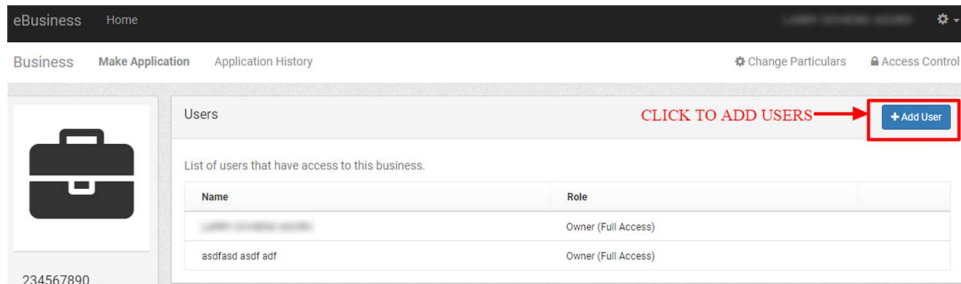 eBusiness Home
Business Make Application Application History Change Particulars Access Control
Users CLICK TO ADD USERS + Add User
List of users that have access to this business.
Name Role
Owner (Full Access)
asdfasd asdf adf Owner (Full Access)
234567890